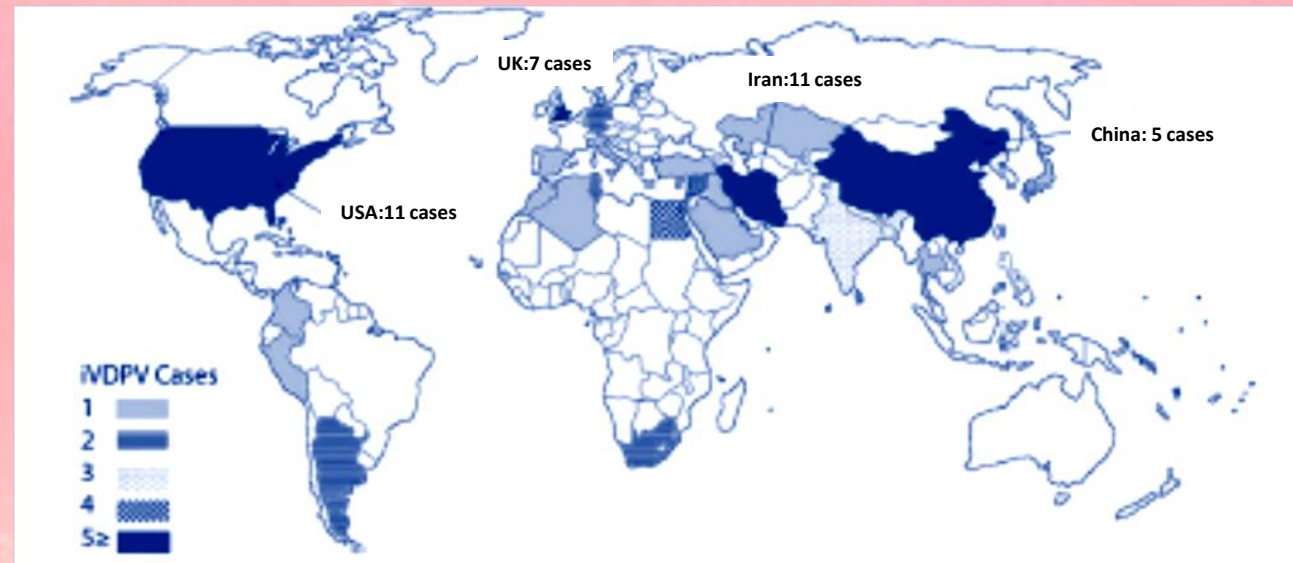 UK:7 cases
Iran:11 cases
China: 5 cases
USA:11 cases
iVDPV Cases
1
2
3
4
5≥